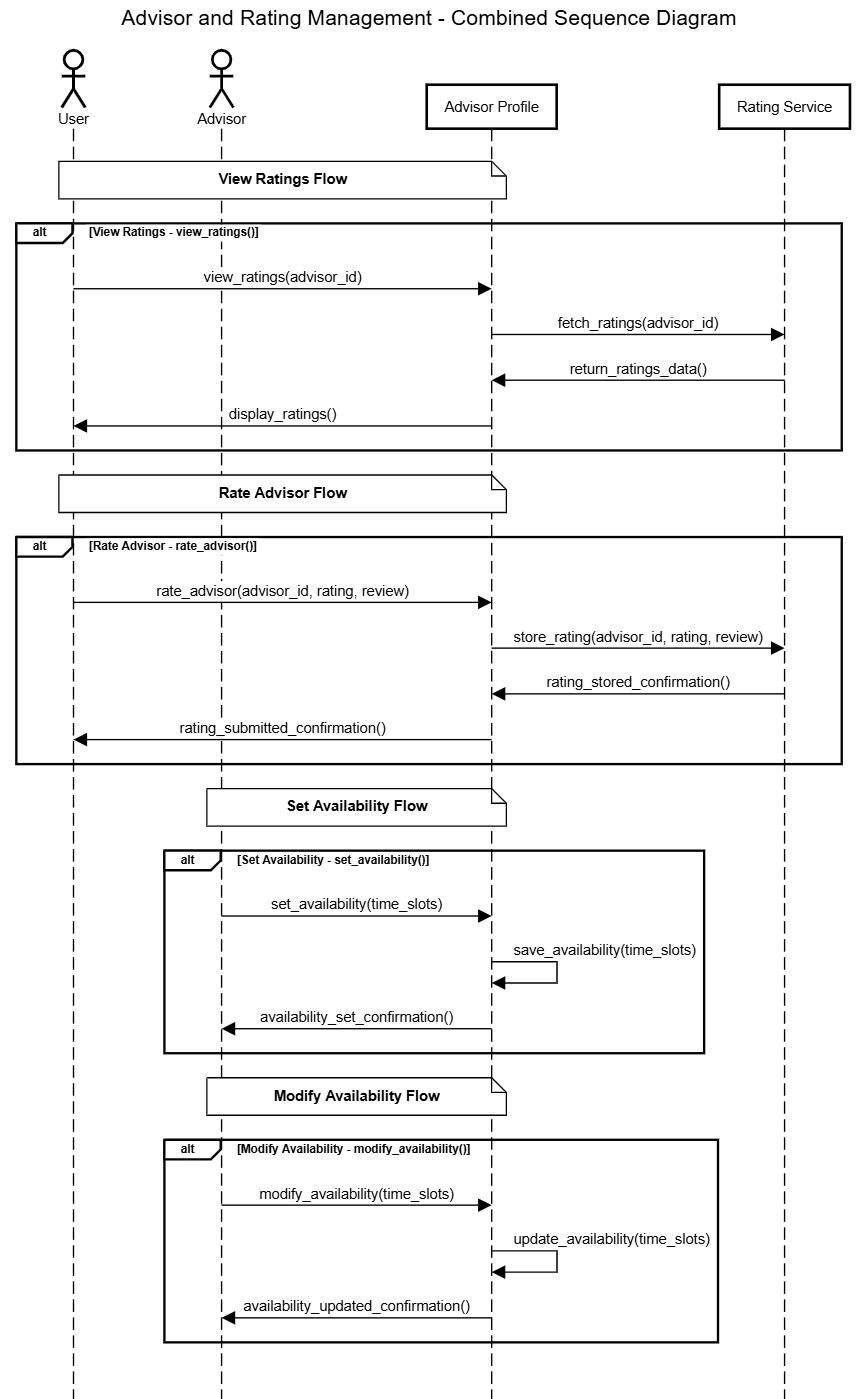 Advisor and Rating Management - Combined Sequence Diagram
User
Advisor
Advisor Profile
Rating Service
View Ratings Flow
alt
[View Ratings - view_ratings()]
view_ratings(advisor_id)
fetch_ratings(advisor_id)
return_ratings_data()
display_ratings()
Rate Advisor Flow
alt
[Rate Advisor - rate_advisor()]
rate_advisor(advisor_id, rating, review)
store_rating(advisor_id, rating, review)
rating_stored_confirmation()
rating_submitted_confirmation()
Set Availability Flow
alt
[Set Availability - set_availability()]
set_availability(time_slots)
save_availability(time_slots)
availability_set_confirmation()
Modify Availability Flow
alt
[Modify Availability - modify_availability()]
modify_availability(time_slots)
update_availability(time_slots)
availability_updated_confirmation()